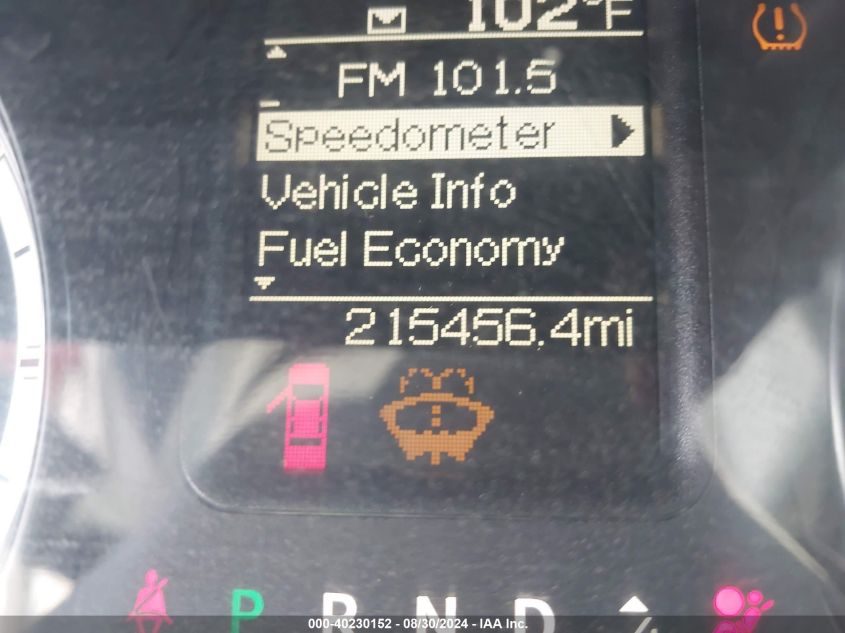 102°F
FM 101.5
Speedometer
Vehicle Info
Fuel Economy
215456.4mi
P R N D
000-40230152 - 08/30/2024 - IAA Inc.